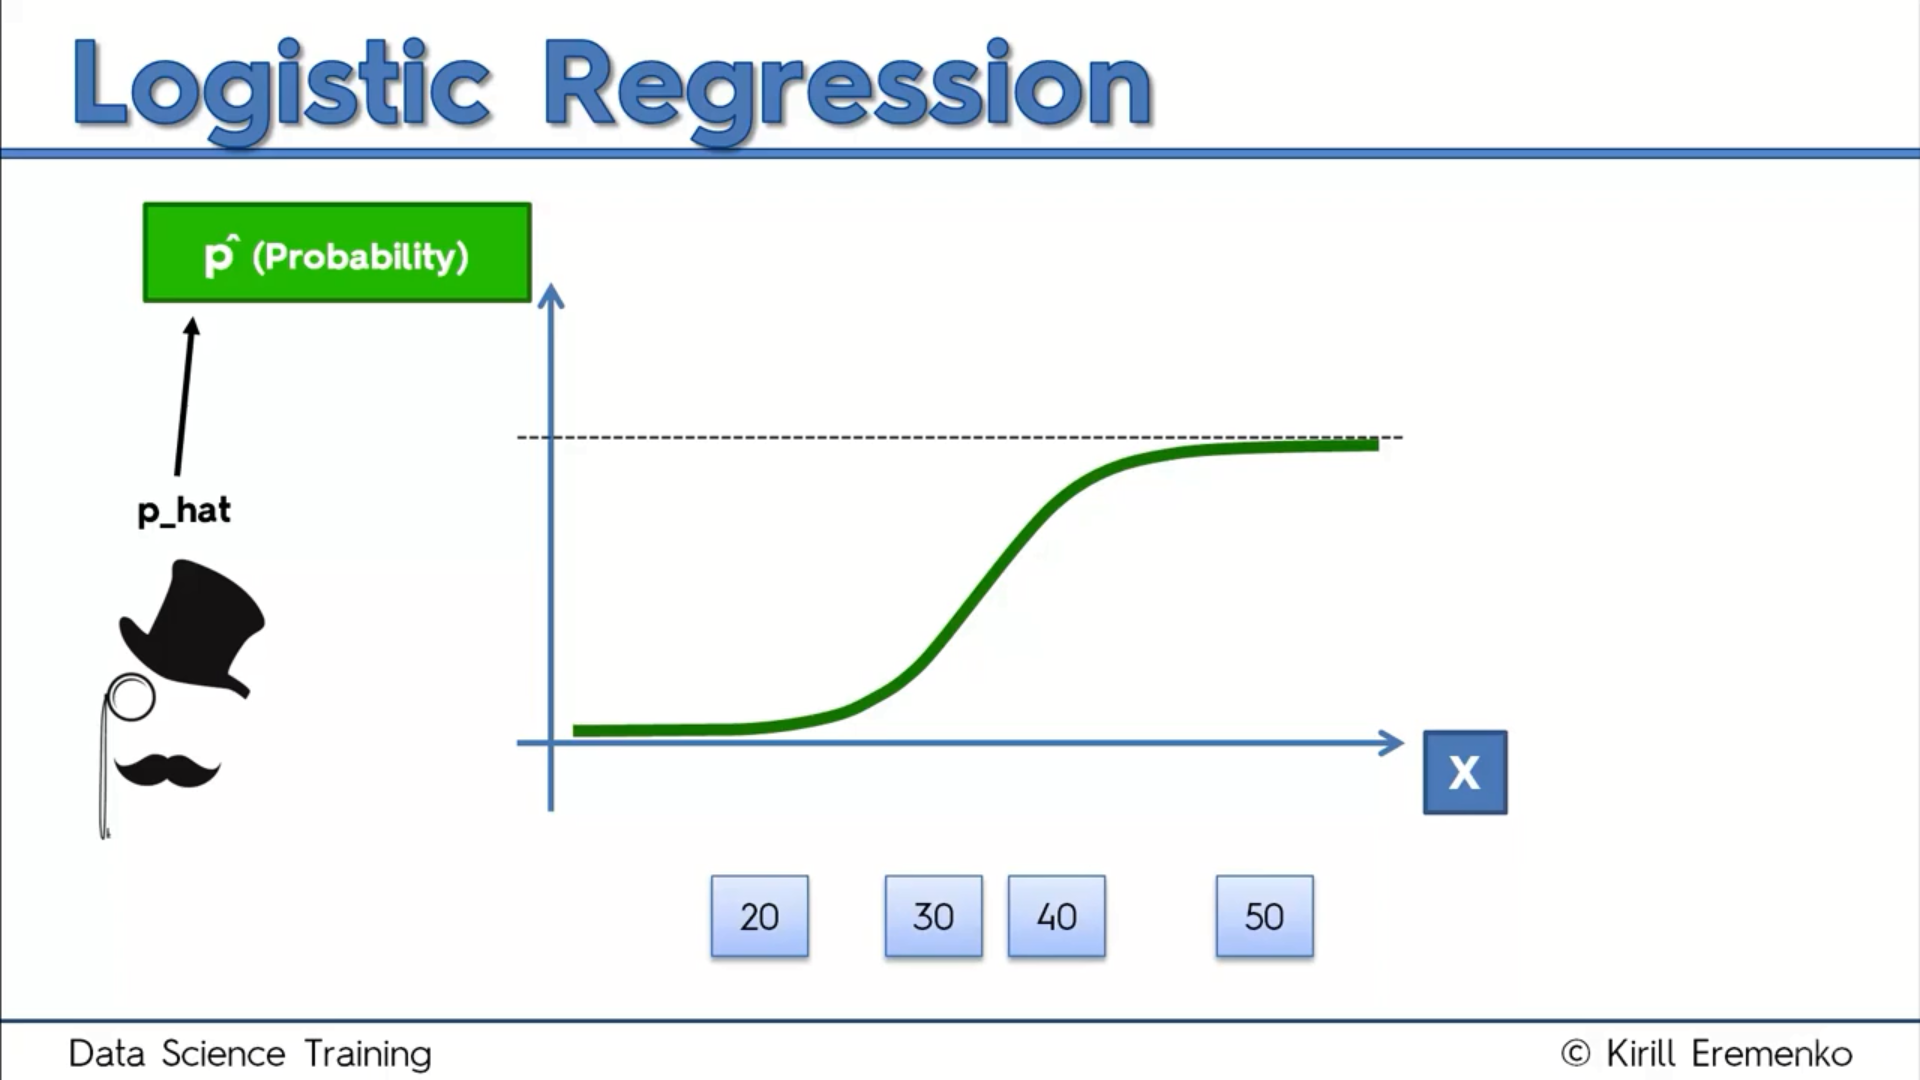 Logistic Regression
p̂ (Probability)
p_hat
X
20 30 40 50
Data Science Training
© Kirill Eremenko